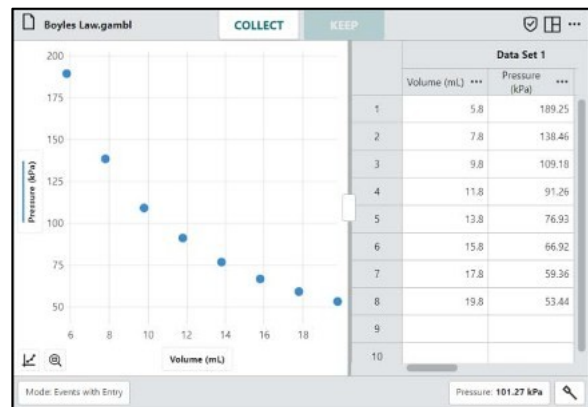 Boyles Law.gambl
COLLECT
KEEP
Data Set 1
Volume (mL)
Pressure (kPa)
1 5.8 189.25
2 7.8 138.46
3 9.8 109.18
4 11.8 91.26
5 13.8 76.93
6 15.8 66.92
7 17.8 59.36
8 19.8 53.44
9
10
Pressure (kPa)
200
175
150
125
100
75
50
6 8 10 12 14 16 18
Volume (mL)
Mode: Events with Entry
Pressure: 101.27 kPa